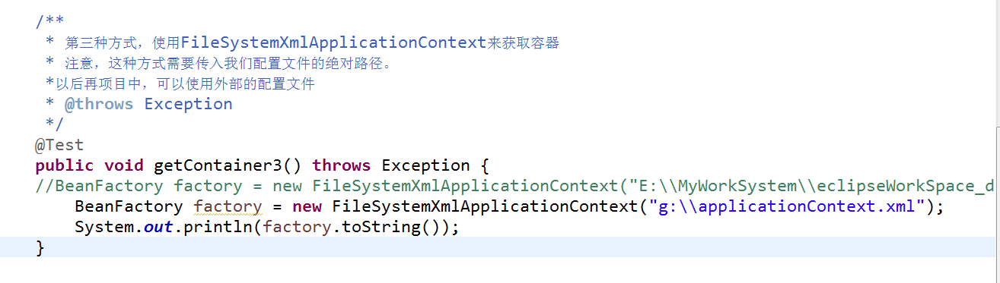 /**
 * 第三种方式，使用FileSystemXmlApplicationContext来获取容器
 * 注意，这种方式需要传入我们配置文件的绝对路径。
 *以后再项目中，可以使用外部的配置文件
 * @throws Exception
 */
@Test
public void getContainer3() throws Exception {
//BeanFactory factory = new FileSystemXmlApplicationContext("E:\\MyWorkSystem\\eclipseWorkSpace_d
    BeanFactory factory = new FileSystemXmlApplicationContext("g:\\applicationContext.xml");
    System.out.println(factory.toString());
}